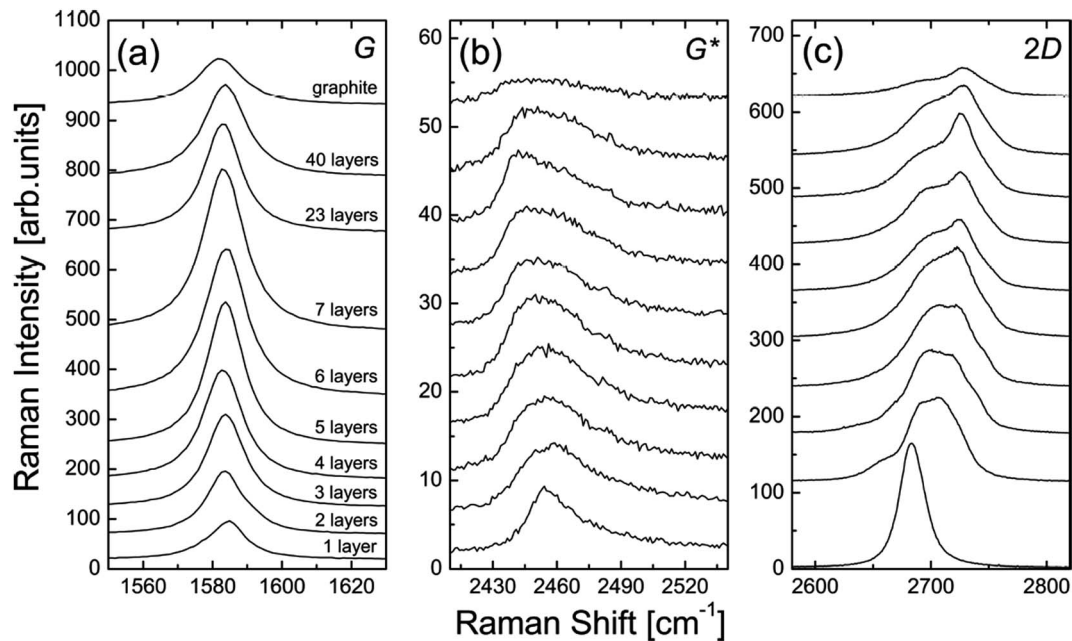 (a) G
1100
1000
900
800
700
600
500
400
300
200
100
0
graphite
40 layers
23 layers
7 layers
6 layers
5 layers
4 layers
3 layers
2 layers
1 layer
1560 1580 1600 1620
(b) G*
60
50
40
30
20
10
0
2430 2460 2490 2520
(c) 2D
700
600
500
400
300
200
100
0
2600 2700 2800
Raman Intensity [arb.units]
Raman Shift [cm⁻¹]